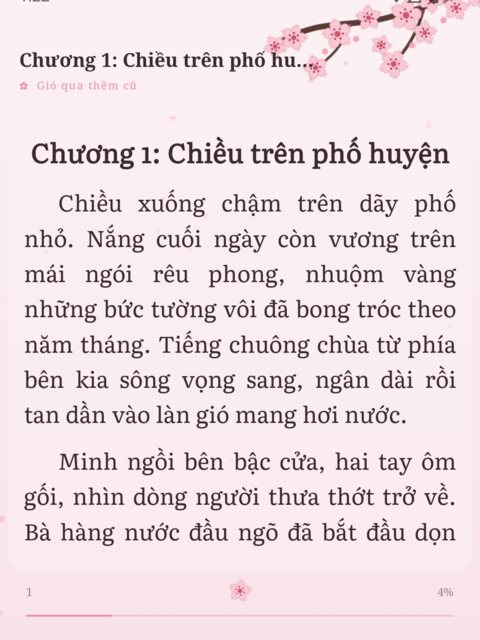 Chương 1: Chiều trên phố hu...
✿ Gió qua thềm cũ
Chương 1: Chiều trên phố huyện
Chiều xuống chậm trên dãy phố
nhỏ. Nắng cuối ngày còn vương trên
mái ngói rêu phong, nhuộm vàng
những bức tường vôi đã bong tróc theo
năm tháng. Tiếng chuông chùa từ phía
bên kia sông vọng sang, ngân dài rồi
tan dần vào làn gió mang hơi nước.
Minh ngồi bên bậc cửa, hai tay ôm
gối, nhìn dòng người thưa thớt trở về.
Bà hàng nước đầu ngõ đã bắt đầu dọn
1
4%